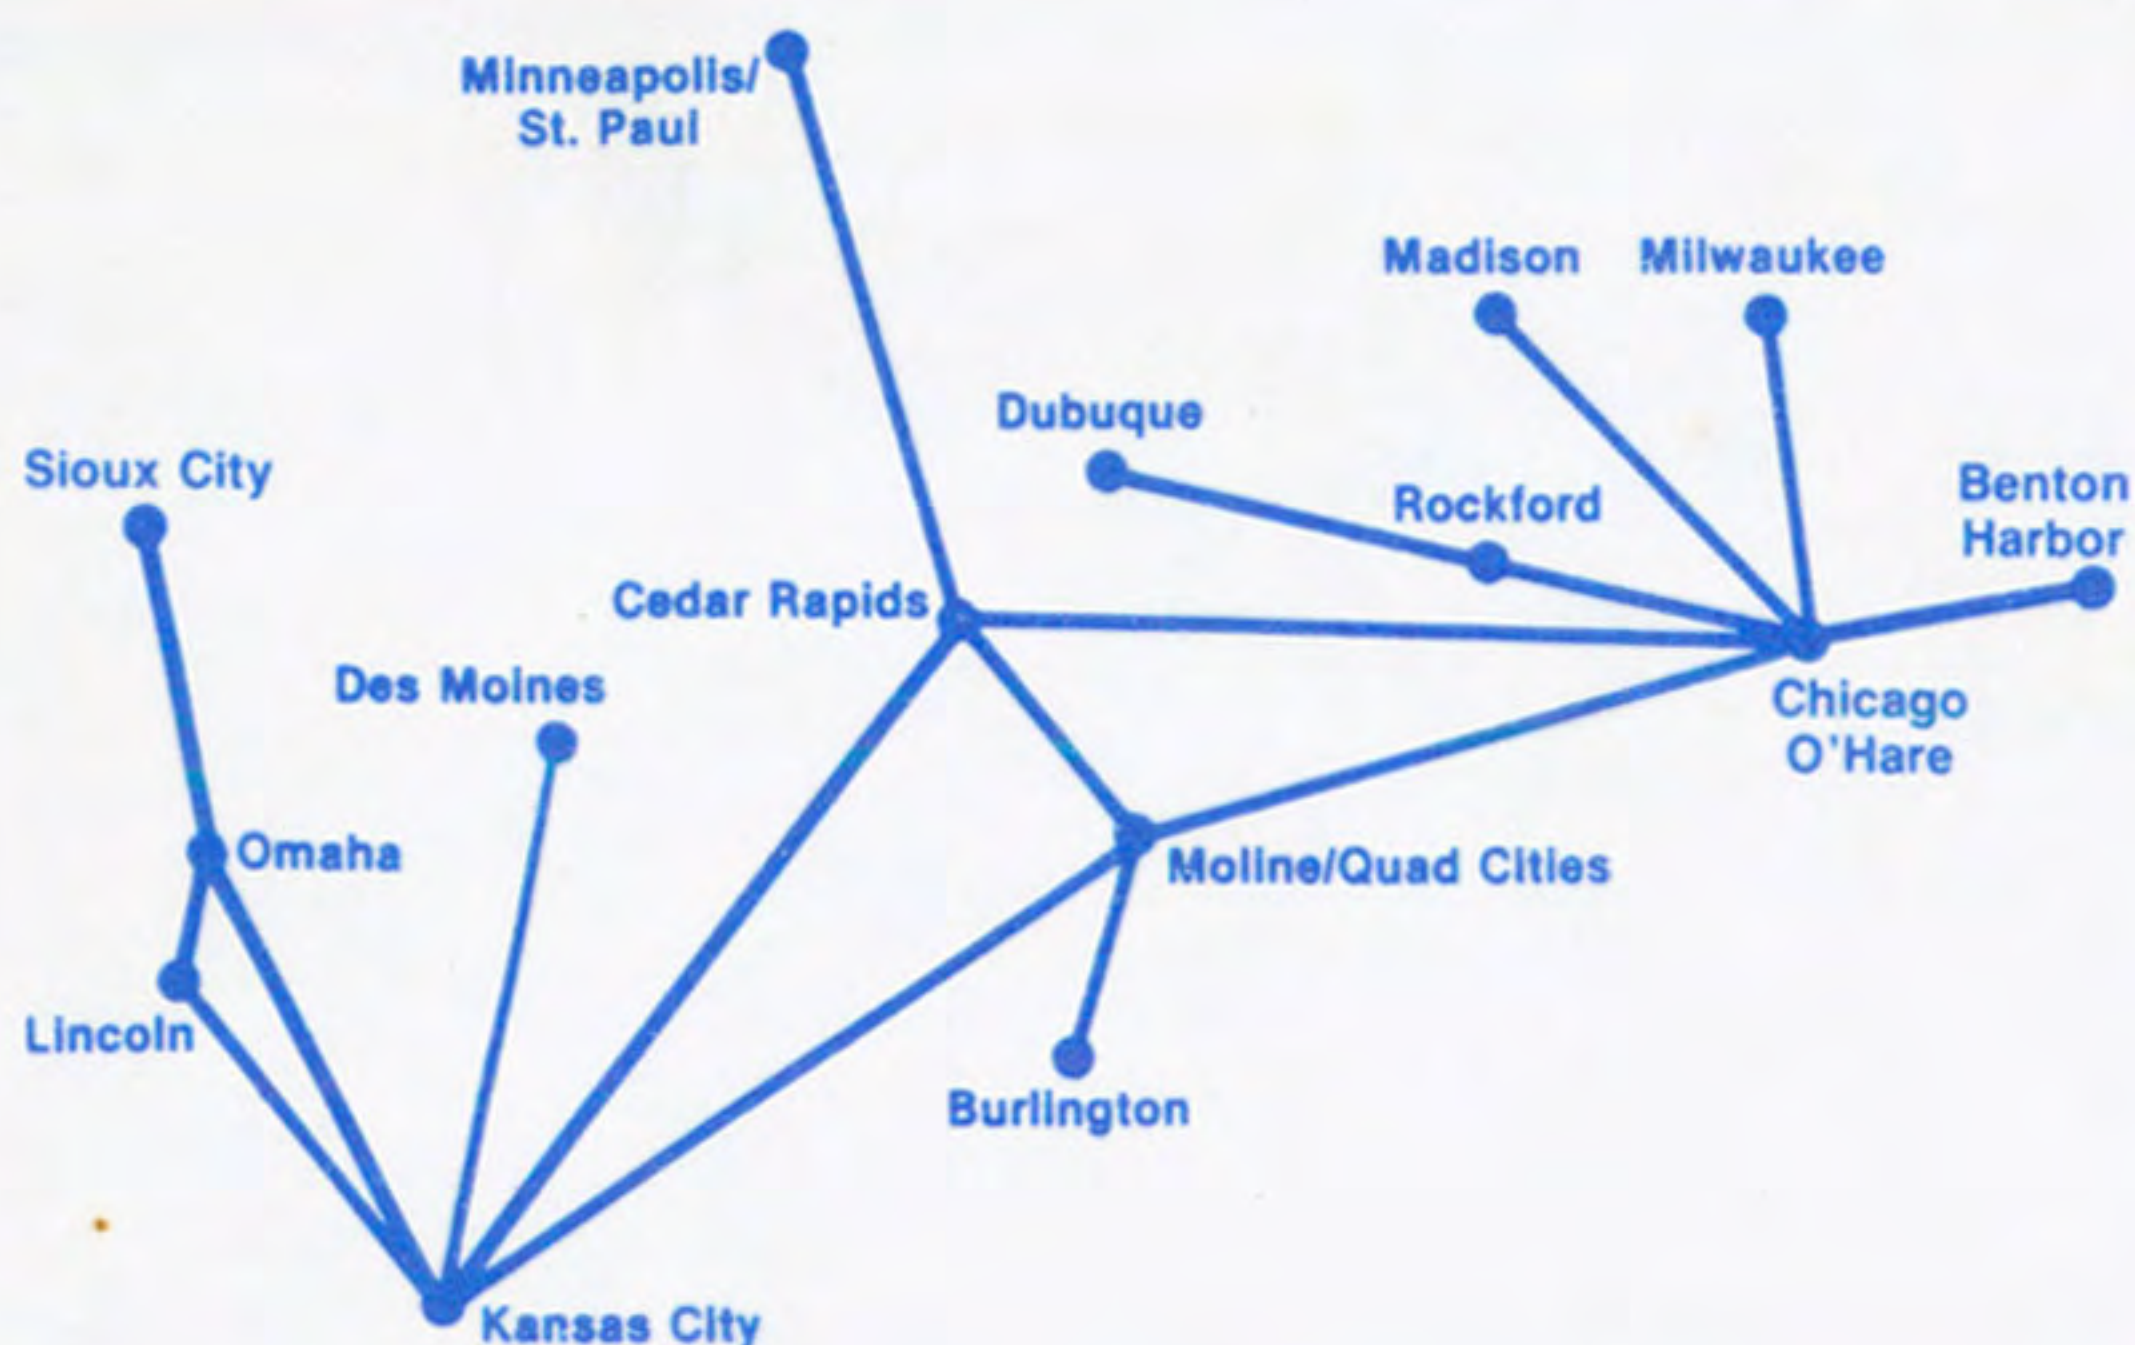 Minneapolis/
St. Paul
Madison
Milwaukee
Dubuque
Sioux City
Rockford
Benton
Harbor
Cedar Rapids
Des Moines
Chicago
O'Hare
Omaha
Moline/Quad Cities
Lincoln
Burlington
Kansas City